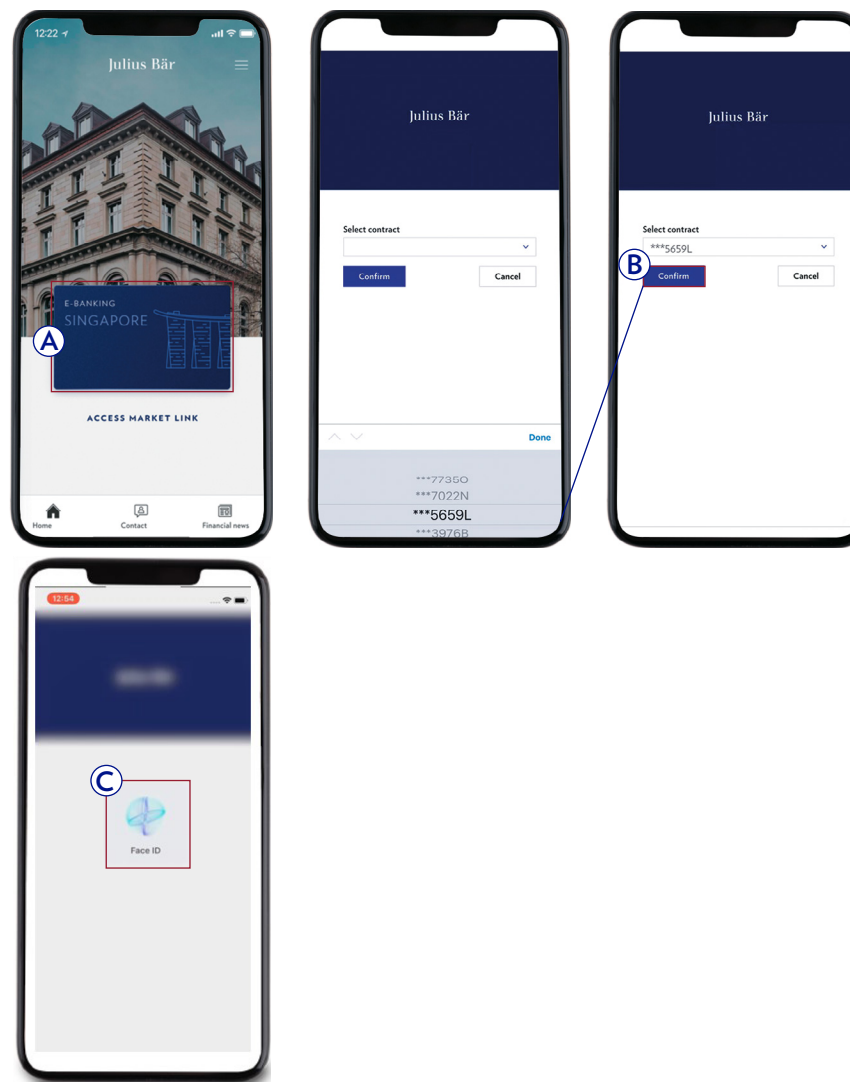 12:22
Julius Bär
E-BANKING
SINGAPORE
A
ACCESS MARKET LINK
Home
Contact
Financial news
Julius Bär
Select contract
Confirm
Cancel
Done
***7735O
***7022N
***5659L
***3976B
Julius Bär
Select contract
***5659L
B
Confirm
Cancel
12:54
C
Face ID